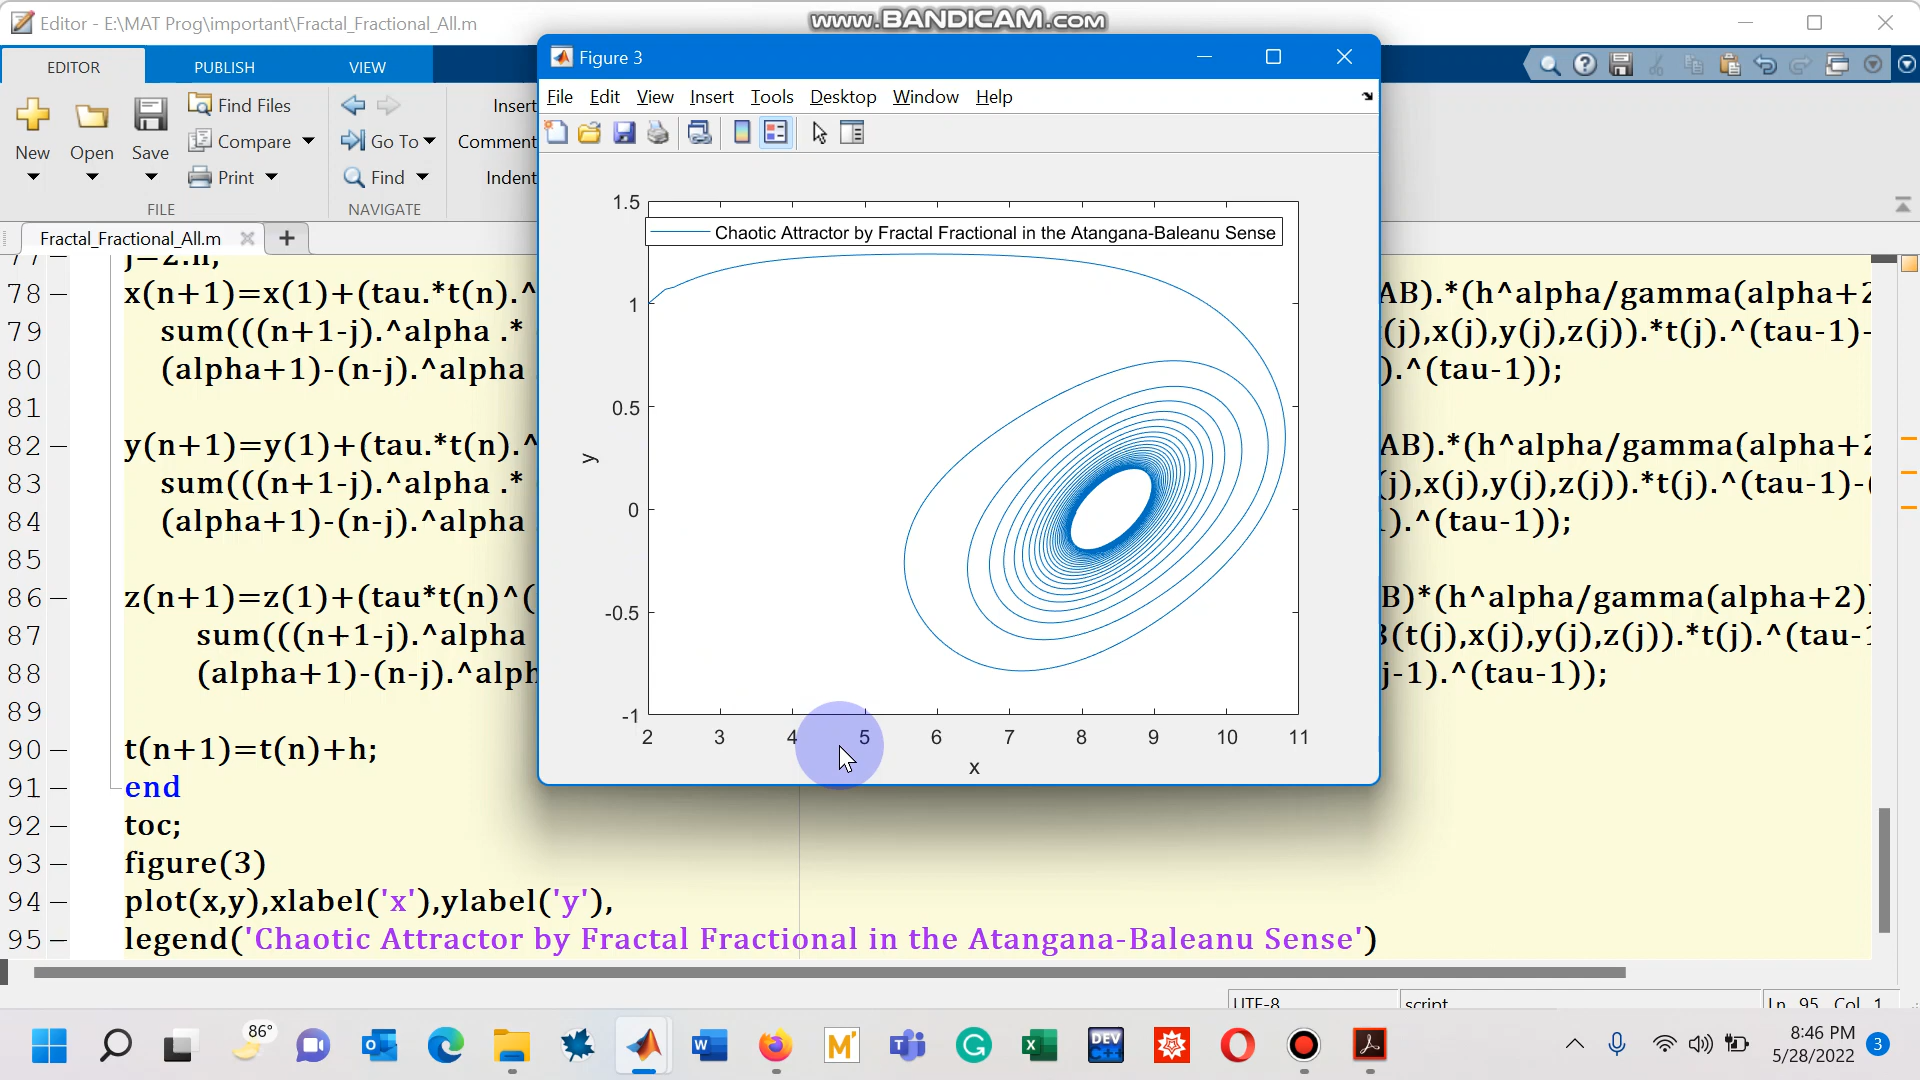 Editor - E:\MAT Prog\important\Fractal_Fractional_All.m
www.BANDICAM.com
EDITOR PUBLISH VIEW
New
Open
Save
Find Files
Compare
Print
FILE
Go To
Find
NAVIGATE
Insert
Comment
Indent
Fractal_Fractional_All.m
Figure 3
File Edit View Insert Tools Desktop Window Help
1.5
1
0.5
0
-0.5
-1
y
Chaotic Attractor by Fractal Fractional in the Atangana-Baleanu Sense
2 3 4 5 6 7 8 9 10 11
x
77 j=2:n;
78 x(n+1)=x(1)+(tau.*t(n).^ AB).*(h^alpha/gamma(alpha+2
79 sum(((n+1-j).^alpha .* (j),x(j),y(j),z(j)).*t(j).^(tau-1)-
80 (alpha+1)-(n-j).^alpha ).^(tau-1));
81
82 y(n+1)=y(1)+(tau.*t(n).^ AB).*(h^alpha/gamma(alpha+2
83 sum(((n+1-j).^alpha .* (j),x(j),y(j),z(j)).*t(j).^(tau-1)-(
84 (alpha+1)-(n-j).^alpha ).^(tau-1));
85
86 z(n+1)=z(1)+(tau*t(n)^( B)*(h^alpha/gamma(alpha+2))
87 sum(((n+1-j).^alpha 3(t(j),x(j),y(j),z(j)).*t(j).^(tau-1
88 (alpha+1)-(n-j).^alph j-1).^(tau-1));
89
90 t(n+1)=t(n)+h;
91 end
92 toc;
93 figure(3)
94 plot(x,y),xlabel('x'),ylabel('y'),
95 legend('Chaotic Attractor by Fractal Fractional in the Atangana-Baleanu Sense')
UTF-8 script Ln 95 Col 1
86°
DEV
C++
8:46 PM
5/28/2022
3